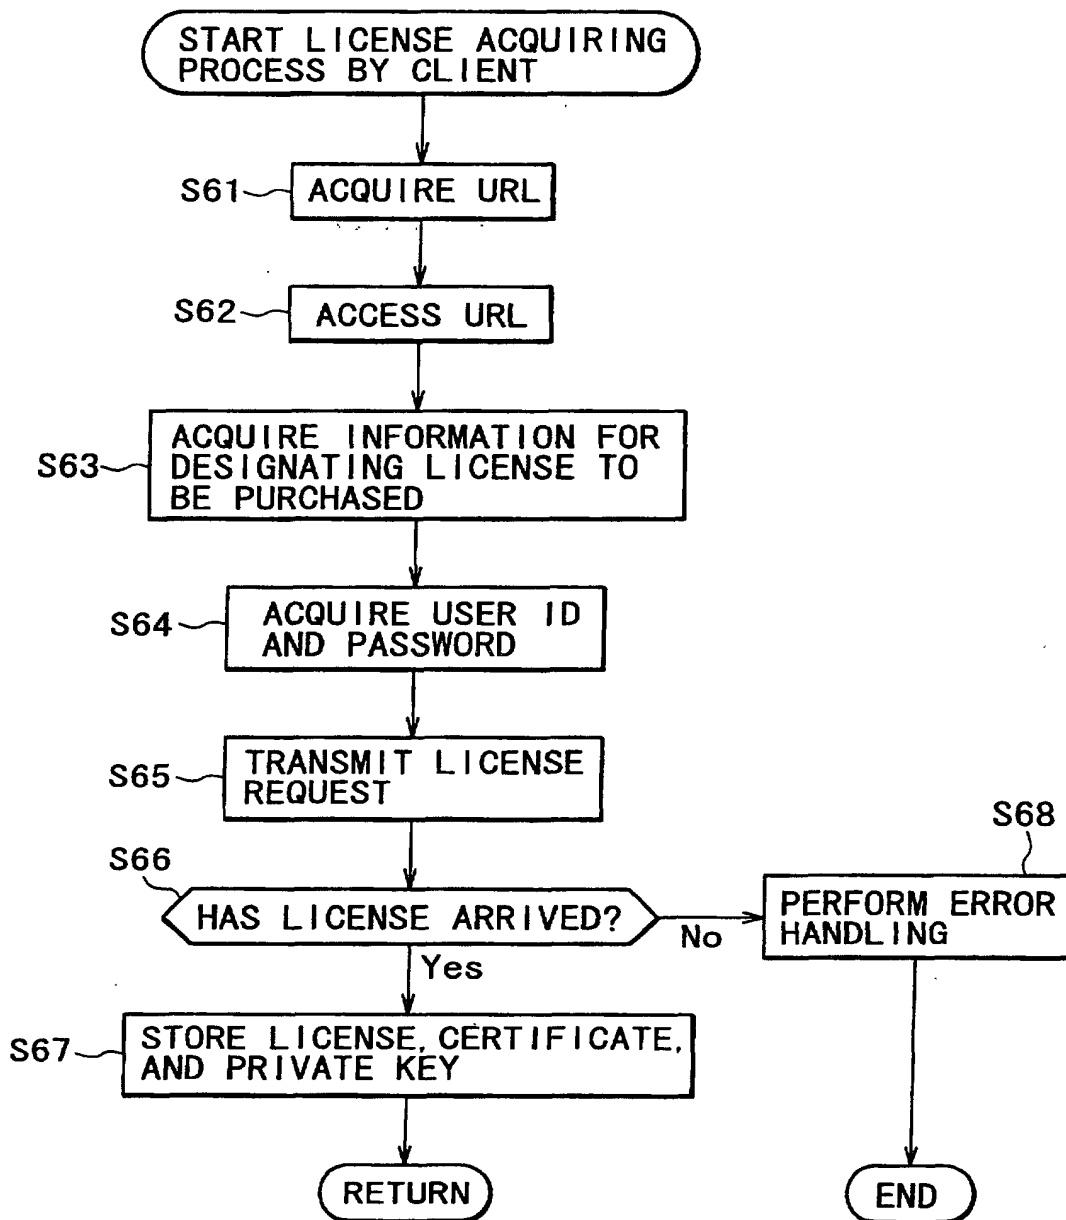 START LICENSE ACQUIRING
PROCESS BY CLIENT
S61
ACQUIRE URL
S62
ACCESS URL
S63
ACQUIRE INFORMATION FOR
DESIGNATING LICENSE TO
BE PURCHASED
S64
ACQUIRE USER ID
AND PASSWORD
S65
TRANSMIT LICENSE
REQUEST
S66
HAS LICENSE ARRIVED?
No
Yes
S68
PERFORM ERROR
HANDLING
S67
STORE LICENSE, CERTIFICATE,
AND PRIVATE KEY
RETURN
END